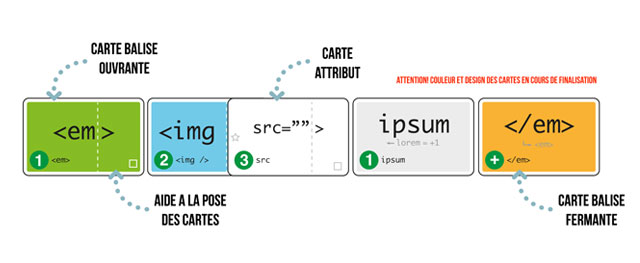 CARTE BALISE
OUVRANTE
CARTE
ATTRIBUT
ATTENTION! COULEUR ET DESIGN DES CARTES EN COURS DE FINALISATION
<em >
1 <em>
<img
2 <img />
src=”” >
3 src
ipsum
← lorem = +1
1 ipsum
</em>
<em>
+ </em>
AIDE A LA POSE
DES CARTES
CARTE BALISE
FERMANTE